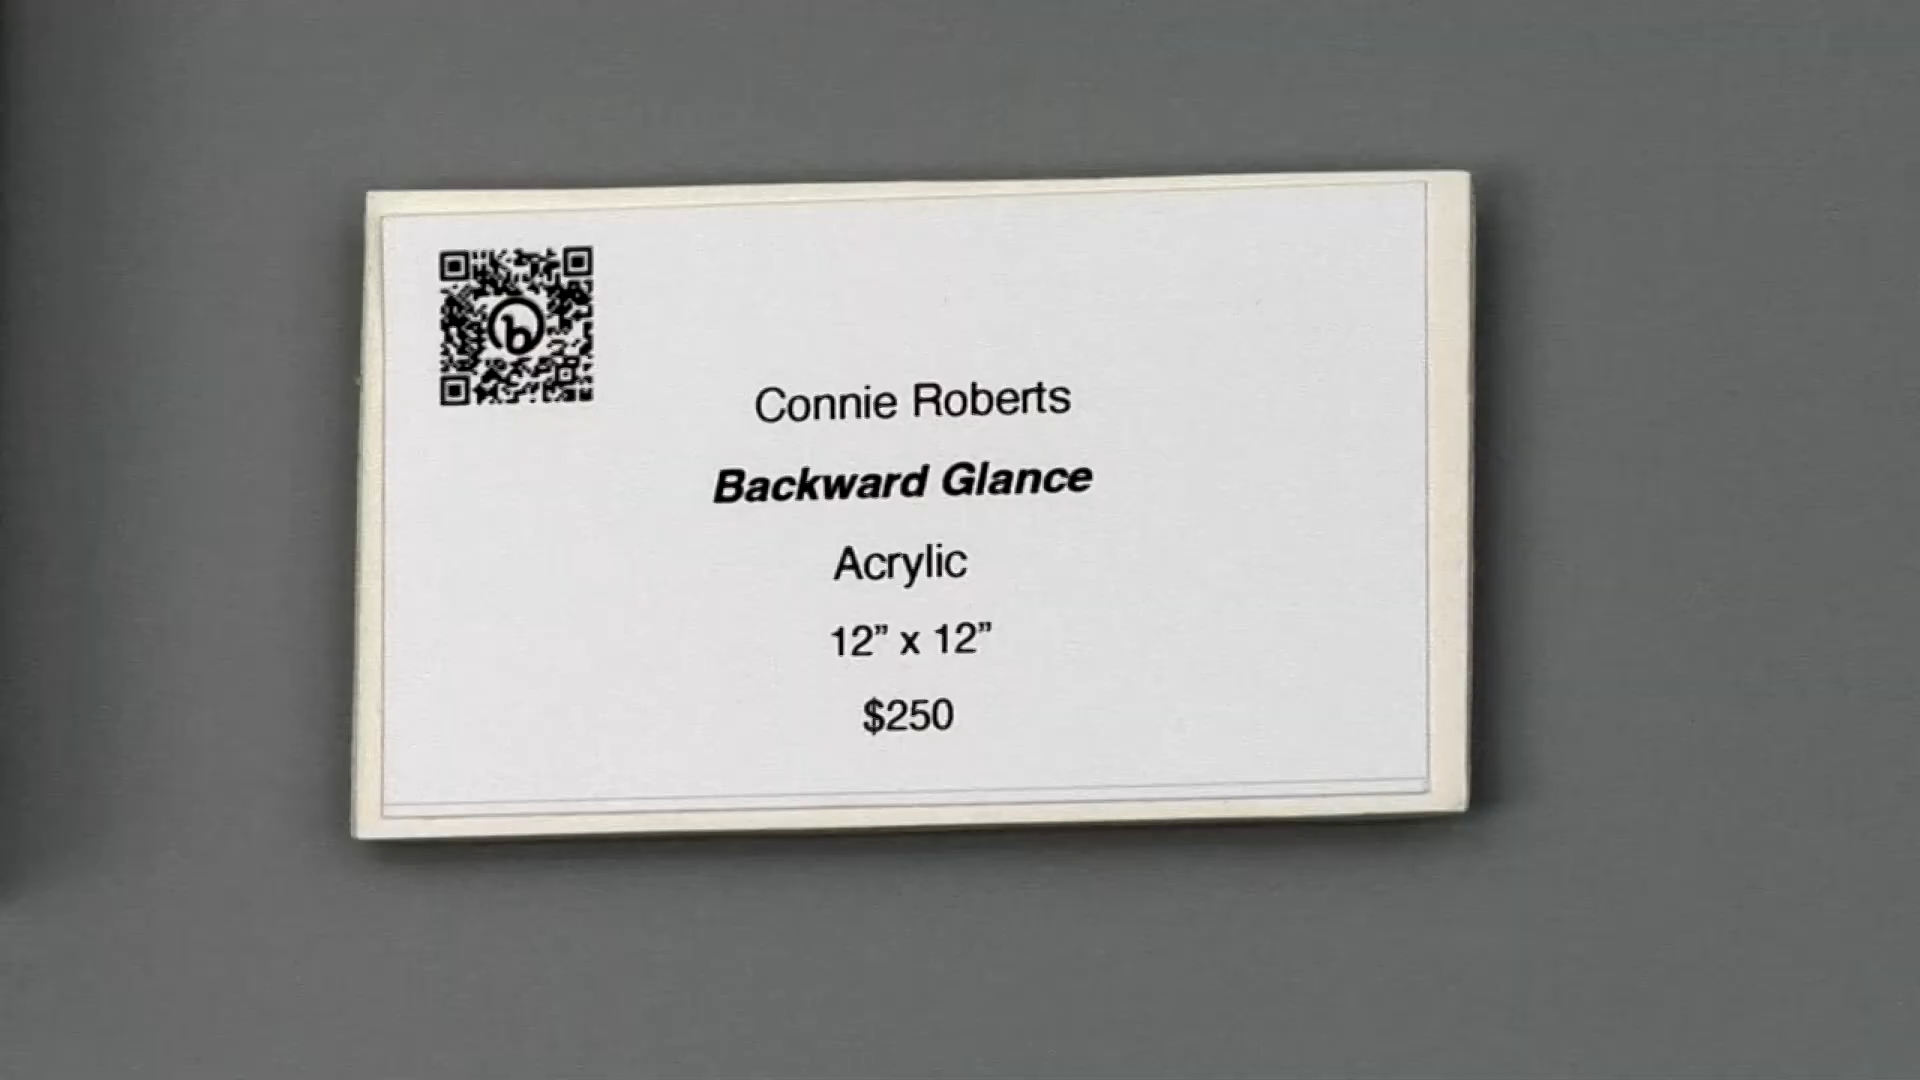 b
Connie Roberts
Backward Glance
Acrylic
12” x 12”
$250